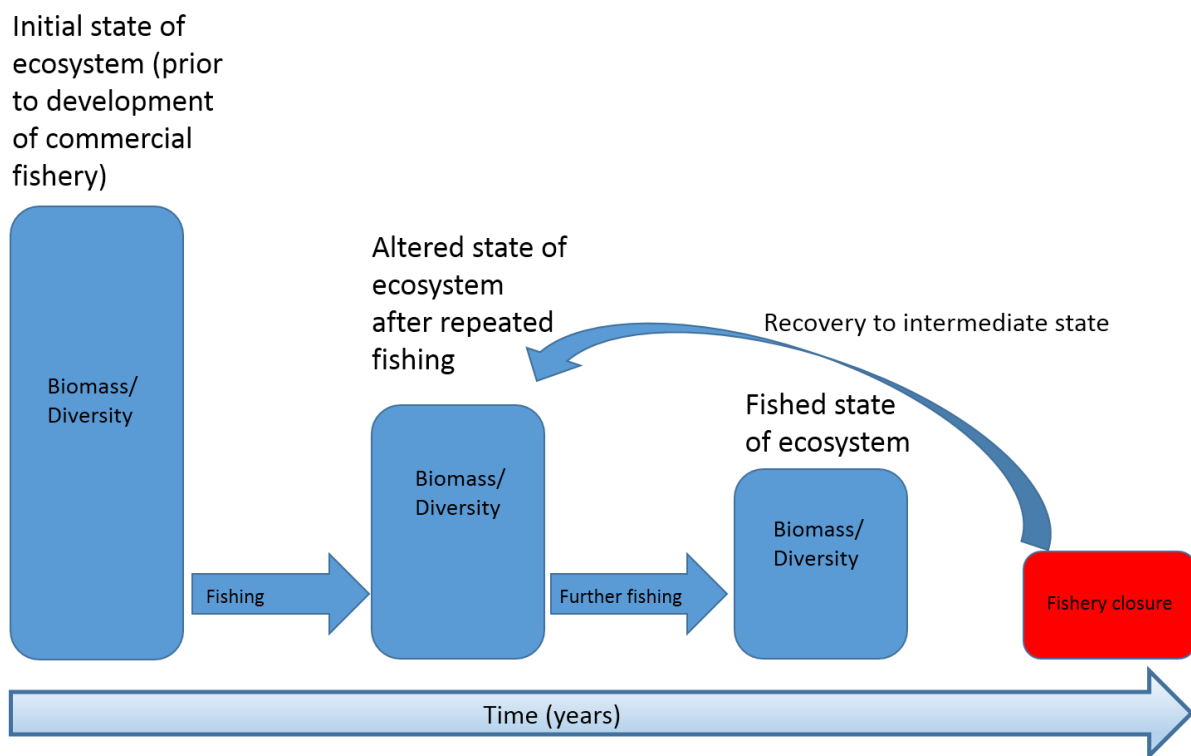 Initial state of
ecosystem (prior
to development
of commercial
fishery)
Biomass/
Diversity
Fishing
Altered state of
ecosystem
after repeated
fishing
Biomass/
Diversity
Further fishing
Recovery to intermediate state
Fished state
of ecosystem
Biomass/
Diversity
Fishery closure
Time (years)